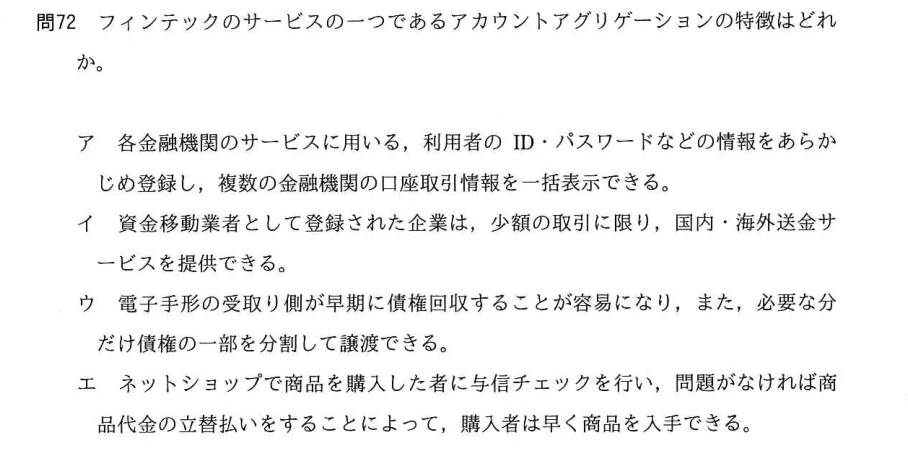 問72 フィンテックのサービスの一つであるアカウントアグリゲーションの特徴はどれ
か。
ア 各金融機関のサービスに用いる，利用者の ID・パスワードなどの情報をあらか
じめ登録し，複数の金融機関の口座取引情報を一括表示できる。
イ 資金移動業者として登録された企業は，少額の取引に限り，国内・海外送金サ
ービスを提供できる。
ウ 電子手形の受取り側が早期に債権回収することが容易になり，また，必要な分
だけ債権の一部を分割して譲渡できる。
エ ネットショップで商品を購入した者に与信チェックを行い，問題がなければ商
品代金の立替払いをすることによって，購入者は早く商品を入手できる。